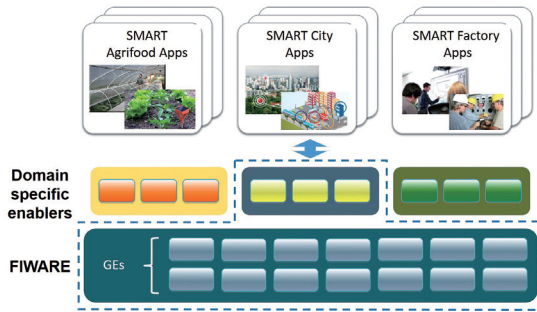 SMART
Agrifood Apps
SMART City
Apps
SMART Factory
Apps
Domain
specific
enablers
FIWARE
GEs